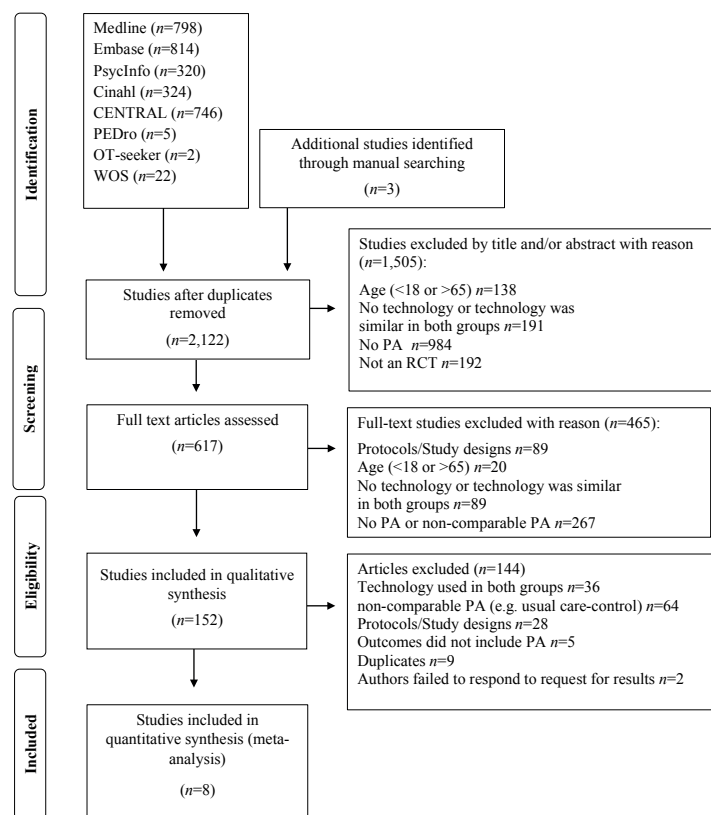 Identification
Medline (n=798)
Embase (n=814)
PsycInfo (n=320)
Cinahl (n=324)
CENTRAL (n=746)
PEDro (n=5)
OT-seeker (n=2)
WOS (n=22)
Additional studies identified
through manual searching
(n=3)
Studies after duplicates
removed
(n=2,122)
Studies excluded by title and/or abstract with reason
(n=1,505):
Age (<18 or >65) n=138
No technology or technology was
similar in both groups n=191
No PA n=984
Not an RCT n=192
Screening
Full text articles assessed
(n=617)
Full-text studies excluded with reason (n=465):
Protocols/Study designs n=89
Age (<18 or >65) n=20
No technology or technology was similar
in both groups n=89
No PA or non-comparable PA n=267
Eligibility
Studies included in qualitative
synthesis
(n=152)
Articles excluded (n=144)
Technology used in both groups n=36
non-comparable PA (e.g. usual care-control) n=64
Protocols/Study designs n=28
Outcomes did not include PA n=5
Duplicates n=9
Authors failed to respond to request for results n=2
Included
Studies included in
quantitative synthesis (meta-
analysis)
(n=8)